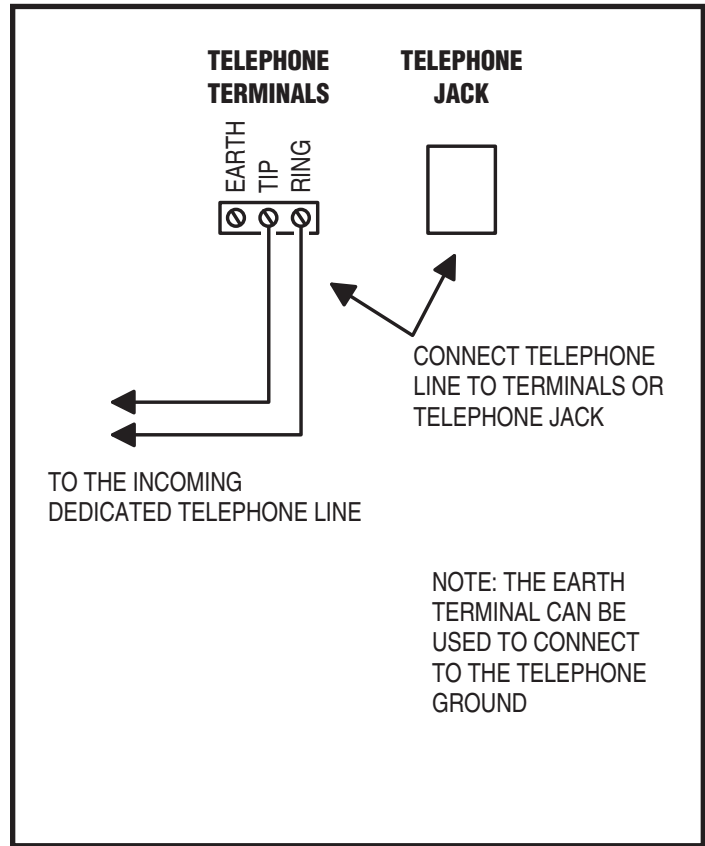 TELEPHONE
TERMINALS
TELEPHONE
JACK
EARTH
TIP
RING
CONNECT TELEPHONE
LINE TO TERMINALS OR
TELEPHONE JACK
TO THE INCOMING
DEDICATED TELEPHONE LINE
NOTE: THE EARTH
TERMINAL CAN BE
USED TO CONNECT
TO THE TELEPHONE
GROUND